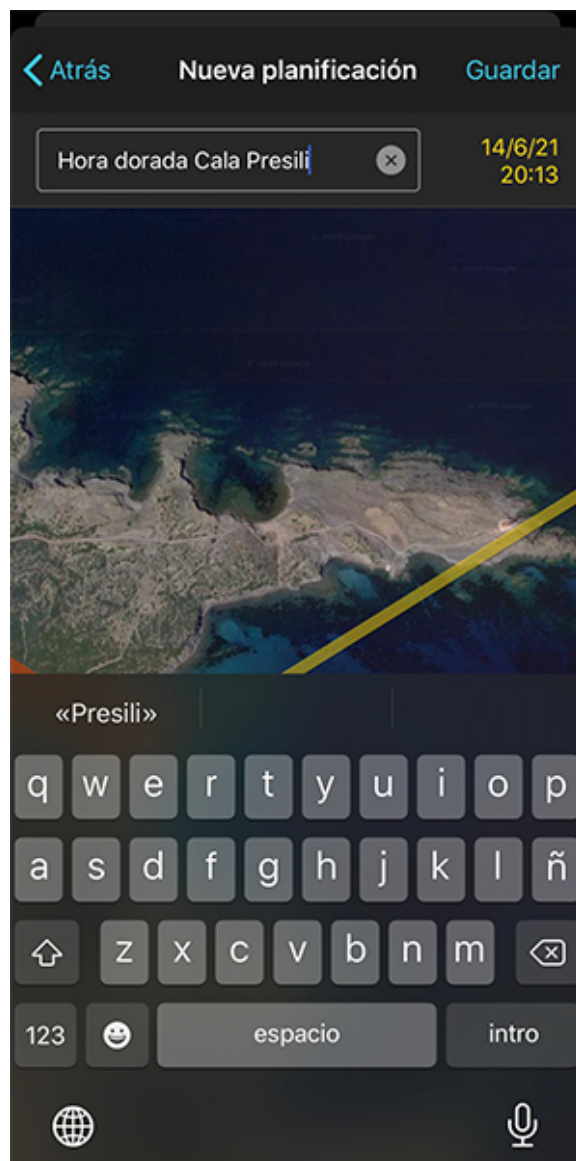 Atrás
Nueva planificación
Guardar
Hora dorada Cala Presili
14/6/21
20:13
«Presili»
q w e r t y u i o p
a s d f g h j k l ñ
z x c v b n m
123
espacio
intro